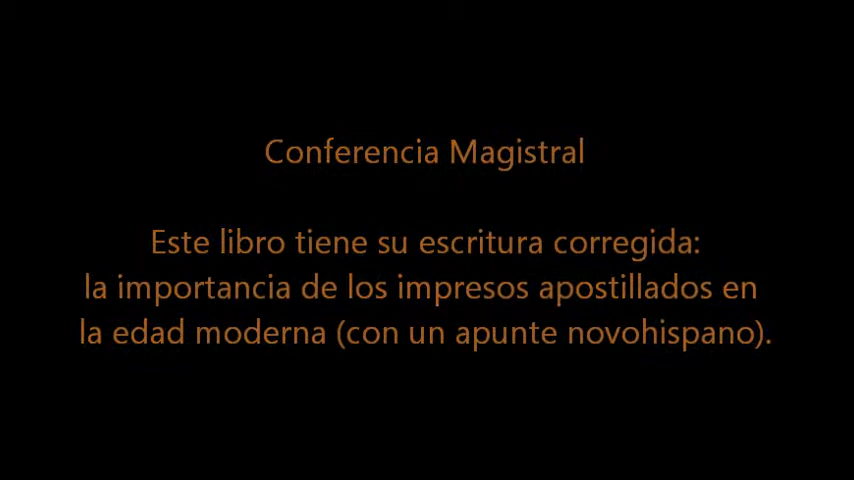 Conferencia Magistral
Este libro tiene su escritura corregida:
la importancia de los impresos apostillados en
la edad moderna (con un apunte novohispano).